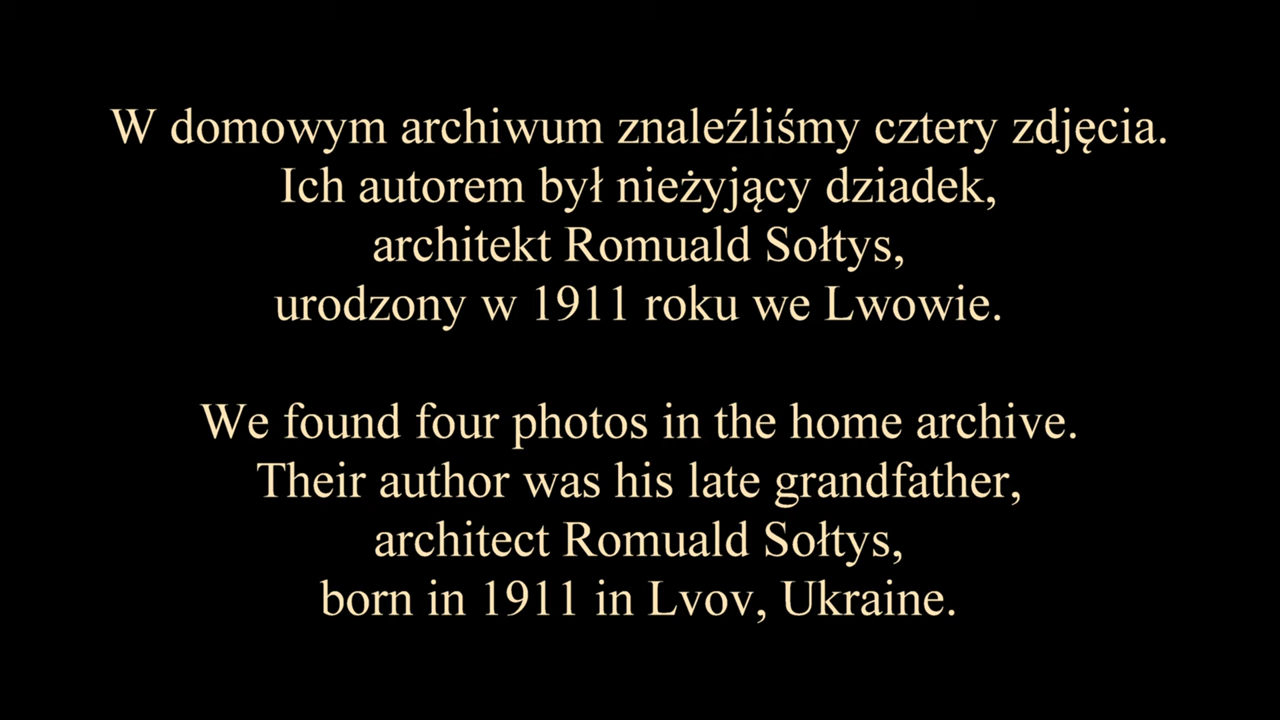 W domowym archiwum znaleźliśmy cztery zdjęcia.
Ich autorem był nieżyjący dziadek,
architekt Romuald Sołtys,
urodzony w 1911 roku we Lwowie.
We found four photos in the home archive.
Their author was his late grandfather,
architect Romuald Sołtys,
born in 1911 in Lvov, Ukraine.